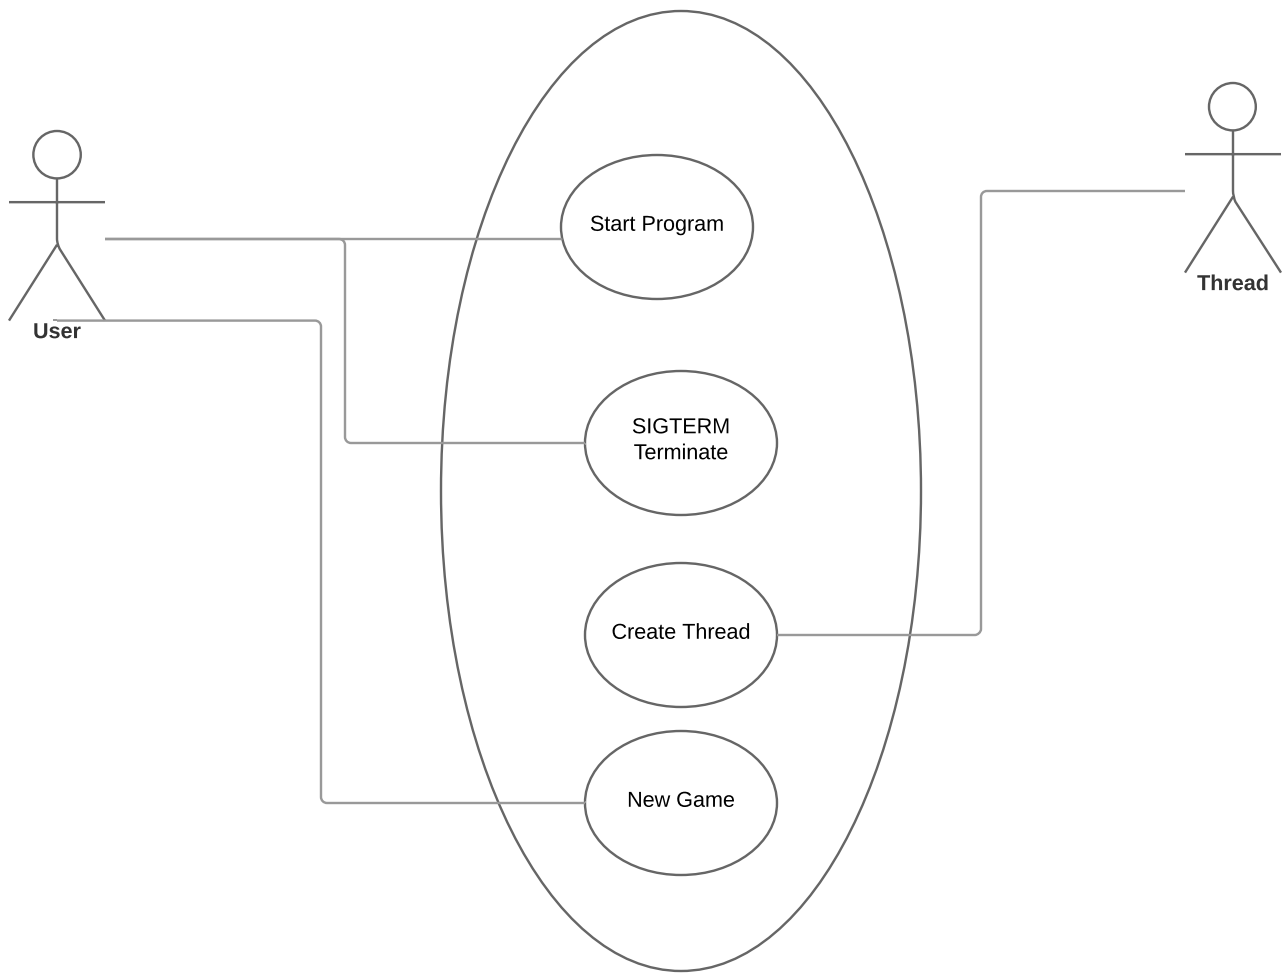 Start Program
Thread
User
SIGTERM
Terminate
Create Thread
New Game